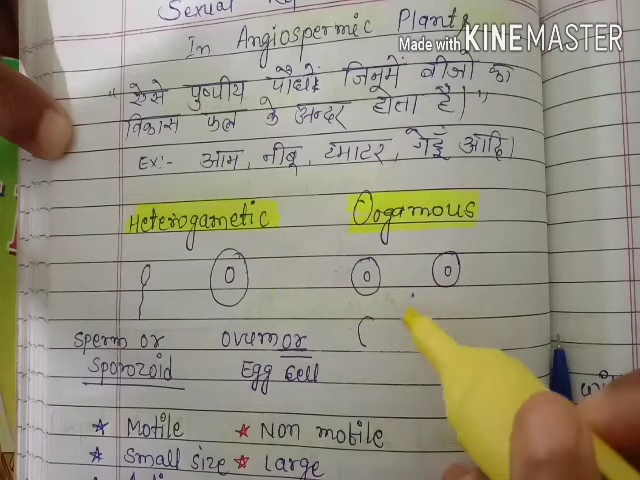 Sexual
In Angiospermic Plants
Made with KINEMASTER
"ऐसे पुष्पीय पौधे जिनमें बीजो का
विकास फल के अन्दर होता है।"
Ex:- आम, नीबू, टमाटर, गेहूँ आदि।
Heterogametic Oogamous
sperm or ovum or (
Sporozoid Egg cell
★ Motile ★ Non motile
★ Small size ★ Large